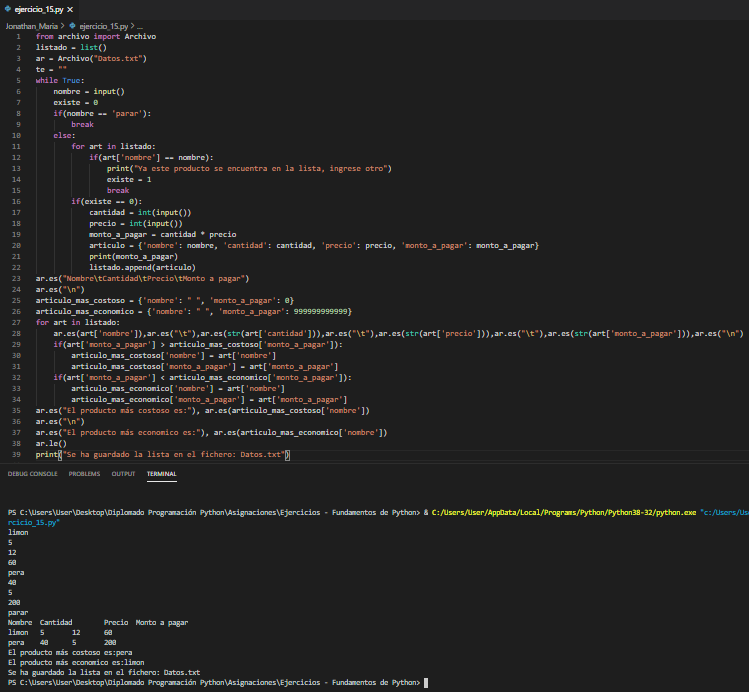 ejercicio_15.py ×
Jonathan_Maria > ejercicio_15.py > ...
1 from archivo import Archivo
2 listado = list()
3 ar = Archivo("Datos.txt")
4 te = ""
5 while True:
6 nombre = input()
7 existe = 0
8 if(nombre == 'parar'):
9 break
10 else:
11 for art in listado:
12 if(art['nombre'] == nombre):
13 print("Ya este producto se encuentra en la lista, ingrese otro")
14 existe = 1
15 break
16 if(existe == 0):
17 cantidad = int(input())
18 precio = int(input())
19 monto_a_pagar = cantidad * precio
20 articulo = {'nombre': nombre, 'cantidad': cantidad, 'precio': precio, 'monto_a_pagar': monto_a_pagar}
21 print(monto_a_pagar)
22 listado.append(articulo)
23 ar.es("Nombre\tCantidad\tPrecio\tMonto a pagar")
24 ar.es("\n")
25 articulo_mas_costoso = {'nombre': " ", 'monto_a_pagar': 0}
26 articulo_mas_economico = {'nombre': " ", 'monto_a_pagar': 999999999999}
27 for art in listado:
28 ar.es(art['nombre']),ar.es("\t"),ar.es(str(art['cantidad'])),ar.es("\t"),ar.es(str(art['precio'])),ar.es("\t"),ar.es(str(art['monto_a_pagar'])),ar.es("\n")
29 if(art['monto_a_pagar'] > articulo_mas_costoso['monto_a_pagar']):
30 articulo_mas_costoso['nombre'] = art['nombre']
31 articulo_mas_costoso['monto_a_pagar'] = art['monto_a_pagar']
32 if(art['monto_a_pagar'] < articulo_mas_economico['monto_a_pagar']):
33 articulo_mas_economico['nombre'] = art['nombre']
34 articulo_mas_economico['monto_a_pagar'] = art['monto_a_pagar']
35 ar.es("El producto más costoso es:"), ar.es(articulo_mas_costoso['nombre'])
36 ar.es("\n")
37 ar.es("El producto más economico es:"), ar.es(articulo_mas_economico['nombre'])
38 ar.le()
39 print("Se ha guardado la lista en el fichero: Datos.txt")
DEBUG CONSOLE PROBLEMS OUTPUT TERMINAL
PS C:\Users\User\Desktop\Diplomado Programación Python\Asignaciones\Ejercicios - Fundamentos de Python> & C:/Users/User/AppData/Local/Programs/Python/Python38-32/python.exe "c:/Users/Us
rcicio_15.py"
limon
5
12
60
pera
40
5
200
parar
Nombre Cantidad Precio Monto a pagar
limon 5 12 60
pera 40 5 200
El producto más costoso es:pera
El producto más economico es:limon
Se ha guardado la lista en el fichero: Datos.txt
PS C:\Users\User\Desktop\Diplomado Programación Python\Asignaciones\Ejercicios - Fundamentos de Python>